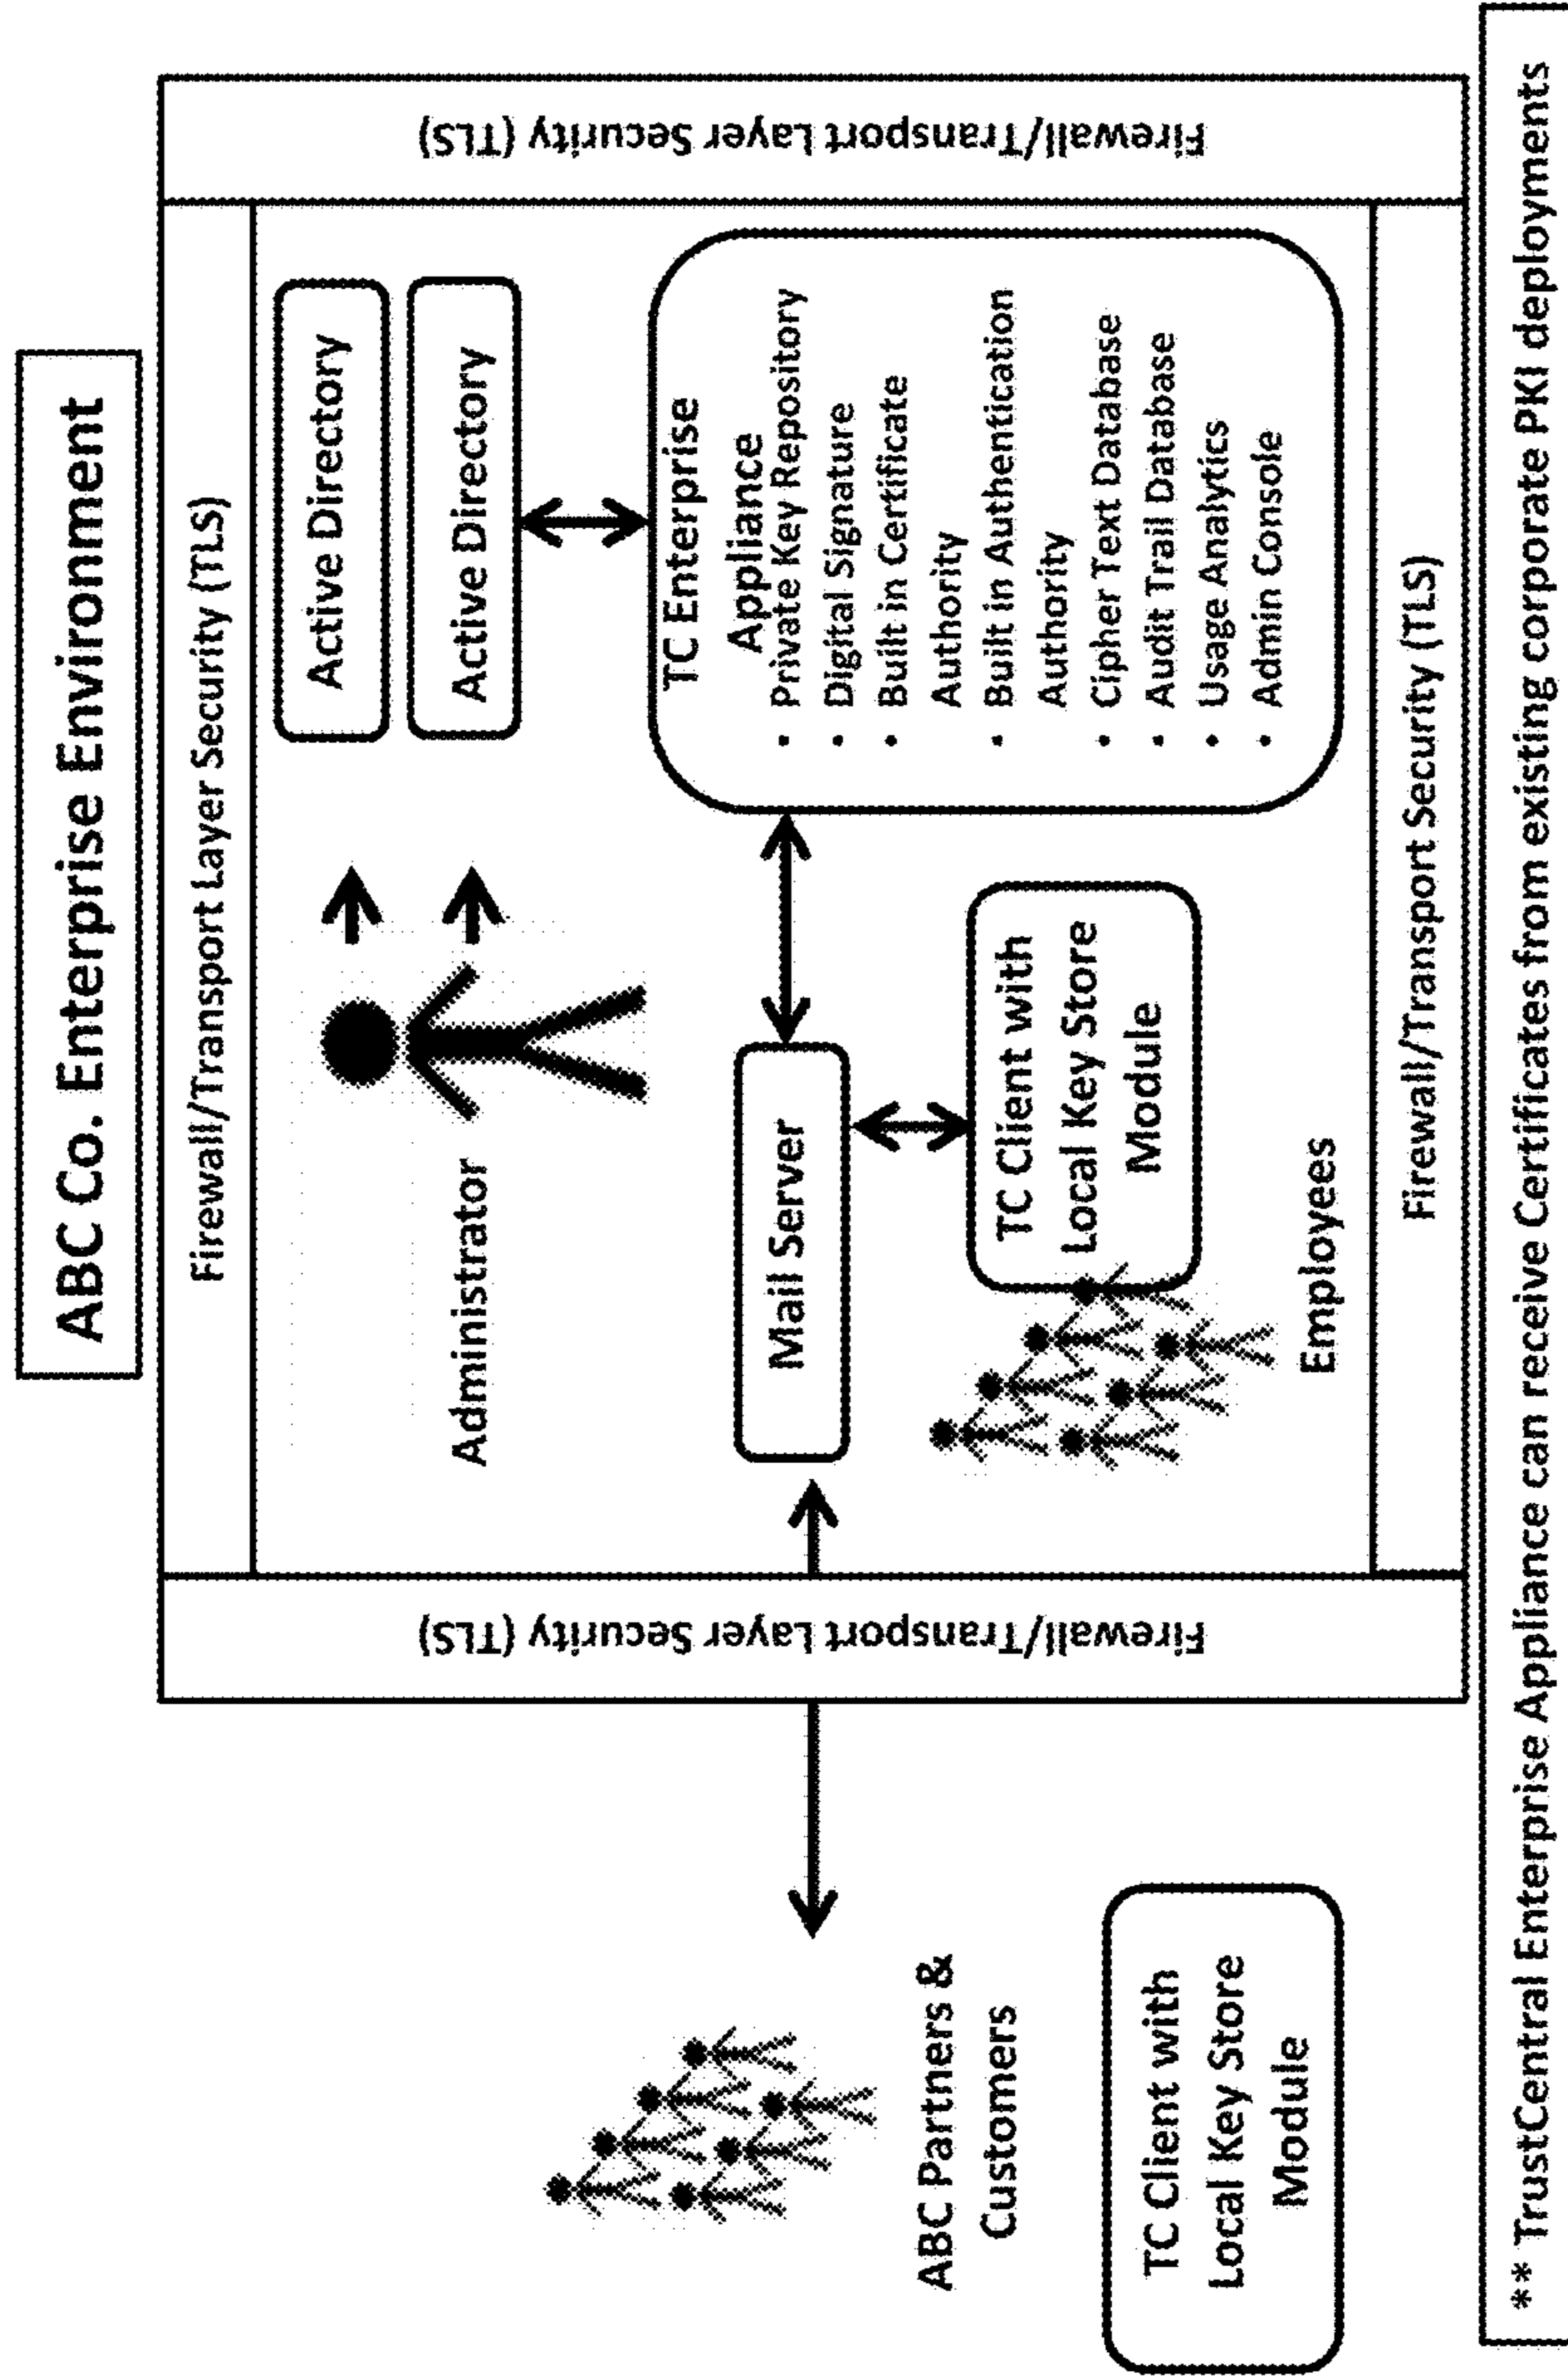 ABC Co. Enterprise Environment
Firewall/Transport Layer Security (TLS)
Firewall/Transport Layer Security (TLS)
Administrator
Active Directory
Active Directory
Mail Server
TC Enterprise
Appliance
• Private Key Repository
• Digital Signature
• Built in Certificate
Authority
• Built in Authentication
Authority
• Cipher Text Database
• Audit Trail Database
• Usage Analytics
• Admin Console
TC Client with
Local Key Store
Module
Employees
Firewall/Transport Layer Security (TLS)
Firewall/Transport Security (TLS)
ABC Partners &
Customers
TC Client with
Local Key Store
Module
** TrustCentral Enterprise Appliance can receive Certificates from existing corporate PKI deployments